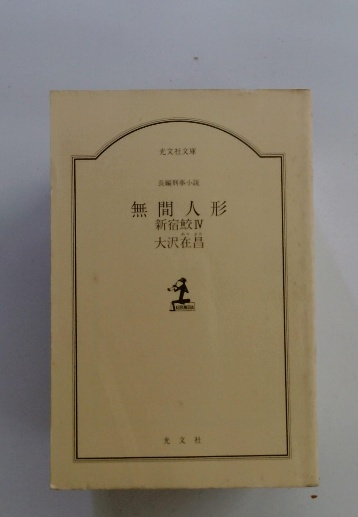 光文社文庫
長編刑事小説
無間人形
新宿鮫Ⅳ
大沢在昌
光文社